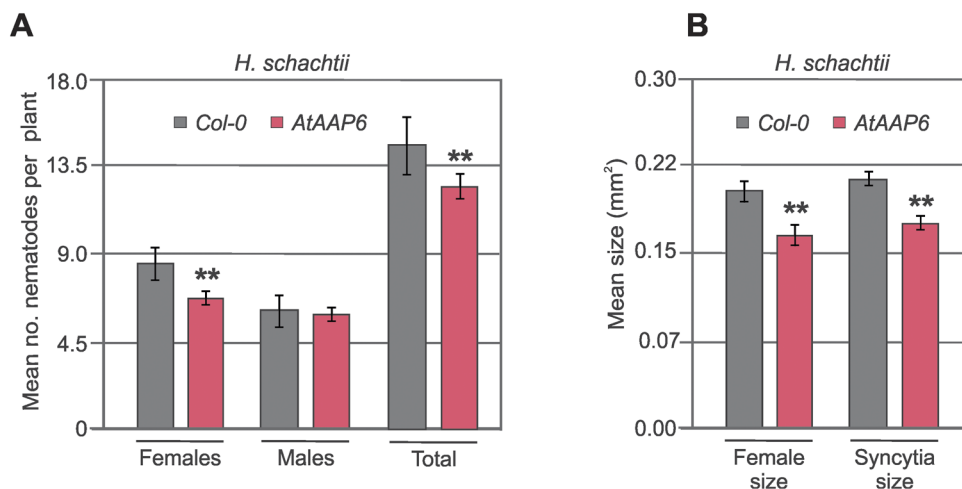 A
H. schachtii
Mean no. nematodes per plant
18.0
13.5
9.0
4.5
0
Col-0 AtAAP6
**
**
Females Males Total
B
H. schachtii
Mean size (mm²)
0.30
0.22
0.15
0.07
0.00
Col-0 AtAAP6
**
**
Female size
Syncytia size